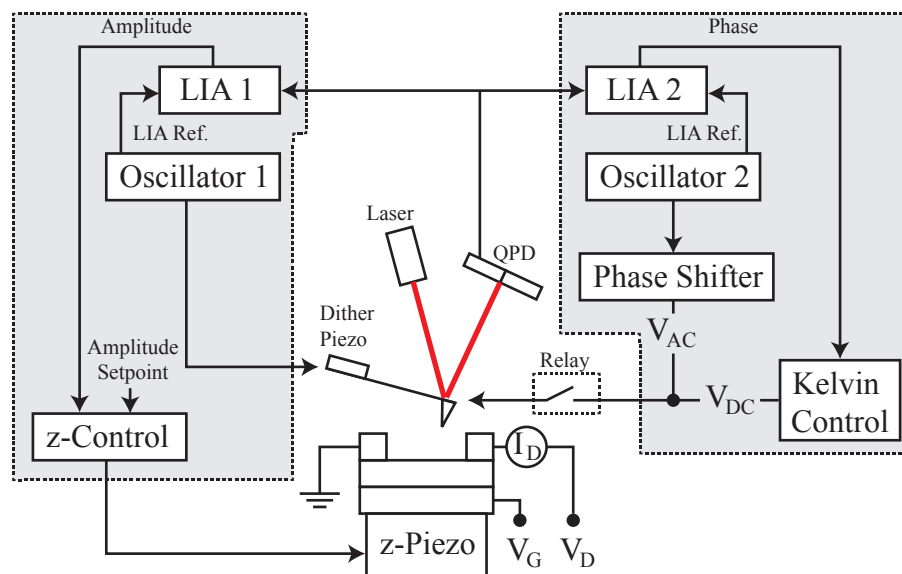 Amplitude
LIA 1
LIA Ref.
Oscillator 1
Amplitude
Setpoint
z-Control
Laser
QPD
Dither
Piezo
Relay
I_D
z-Piezo
V_G
V_D
Phase
LIA 2
LIA Ref.
Oscillator 2
Phase Shifter
V_AC
V_DC
Kelvin
Control